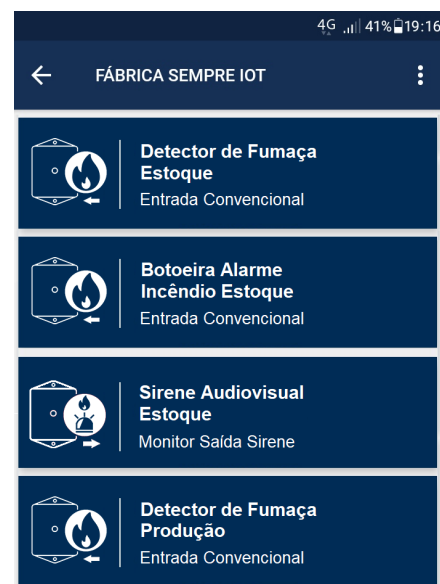 4G 41% 19:16
FÁBRICA SEMPRE IOT
Detector de Fumaça
Estoque
Entrada Convencional
Botoeira Alarme
Incêndio Estoque
Entrada Convencional
Sirene Audiovisual
Estoque
Monitor Saída Sirene
Detector de Fumaça
Produção
Entrada Convencional